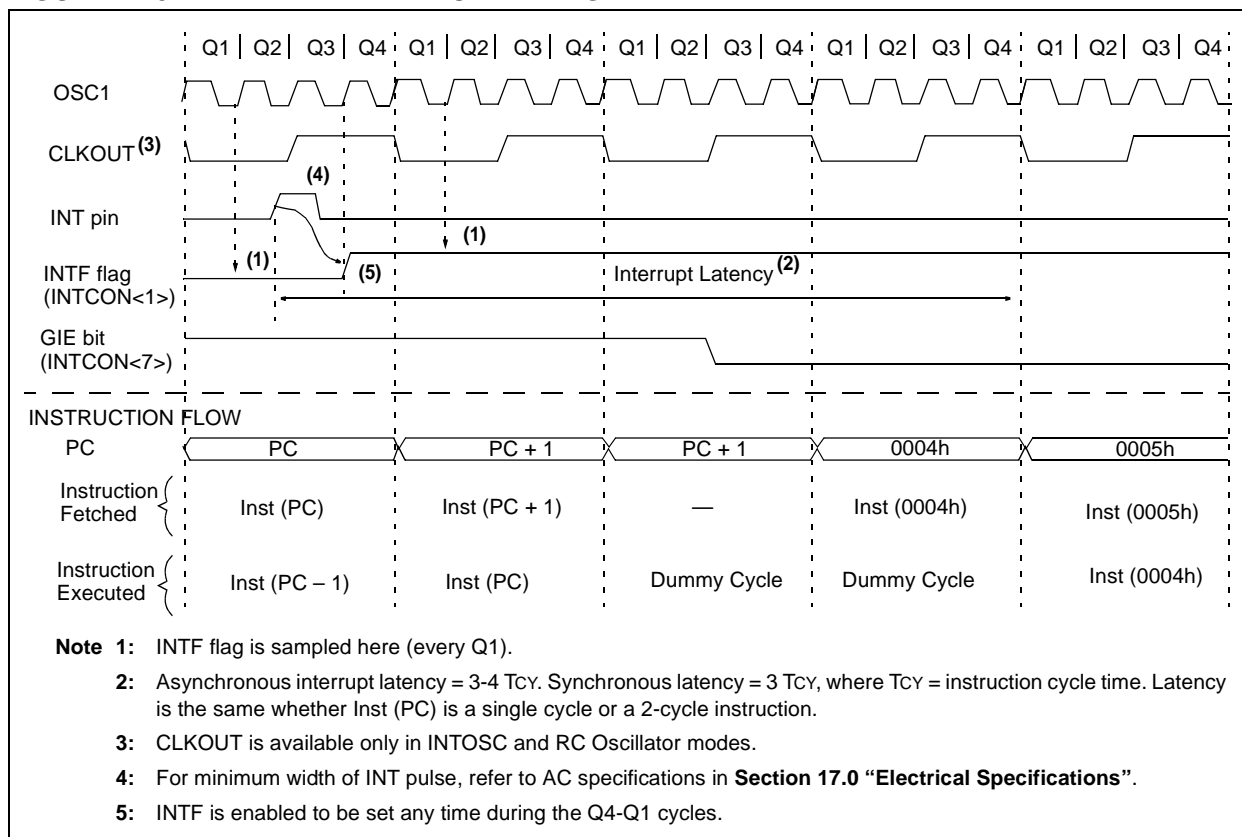 Q1 | Q2 | Q3 | Q4 Q1 | Q2 | Q3 | Q4 Q1 | Q2 | Q3 | Q4 Q1 | Q2 | Q3 | Q4 Q1 | Q2 | Q3 | Q4
OSC1
CLKOUT (3)
(4)
INT pin
(1)
(1)
INTF flag
(INTCON<1>)
(5)
Interrupt Latency (2)
GIE bit
(INTCON<7>)
INSTRUCTION FLOW
PC PC PC + 1 PC + 1 0004h 0005h
Instruction
Fetched
Inst (PC) Inst (PC + 1) — Inst (0004h) Inst (0005h)
Instruction
Executed
Inst (PC – 1) Inst (PC) Dummy Cycle Dummy Cycle Inst (0004h)
Note 1: INTF flag is sampled here (every Q1).
2: Asynchronous interrupt latency = 3-4 TCY. Synchronous latency = 3 TCY, where TCY = instruction cycle time. Latency
is the same whether Inst (PC) is a single cycle or a 2-cycle instruction.
3: CLKOUT is available only in INTOSC and RC Oscillator modes.
4: For minimum width of INT pulse, refer to AC specifications in Section 17.0 “Electrical Specifications”.
5: INTF is enabled to be set any time during the Q4-Q1 cycles.